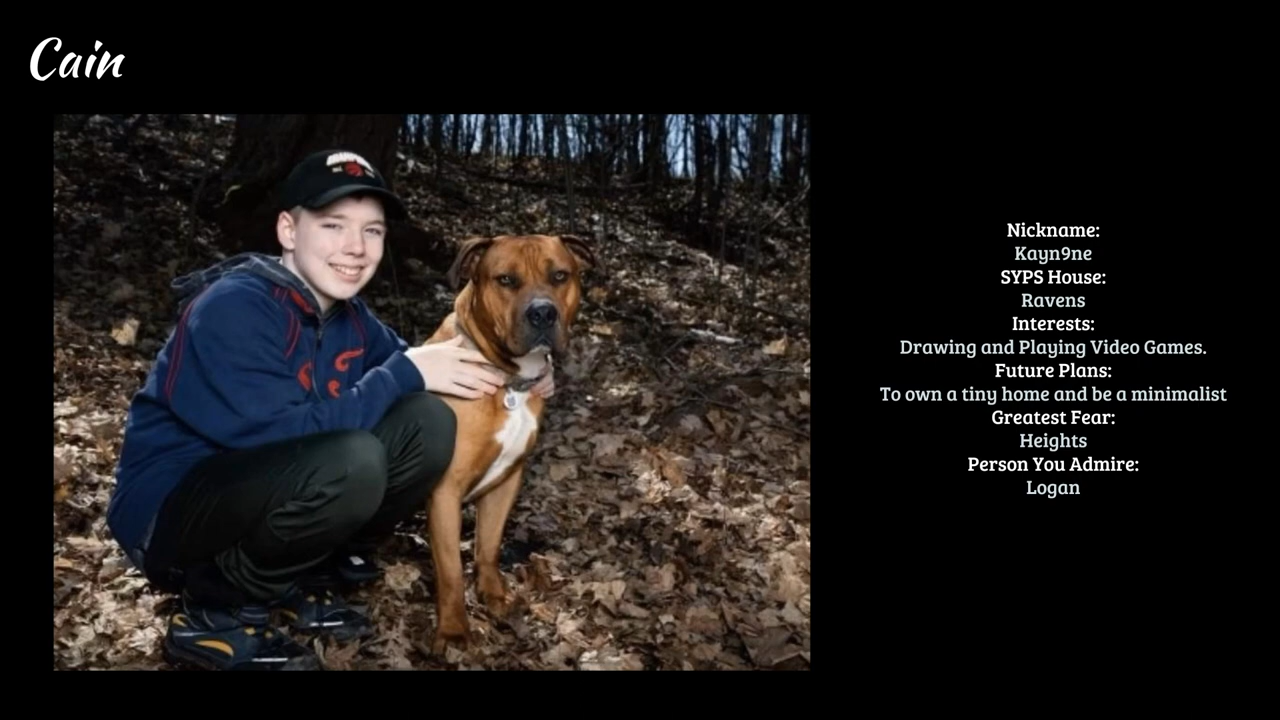 Cain
Nickname:
Kayn9ne
SYPS House:
Ravens
Interests:
Drawing and Playing Video Games.
Future Plans:
To own a tiny home and be a minimalist
Greatest Fear:
Heights
Person You Admire:
Logan